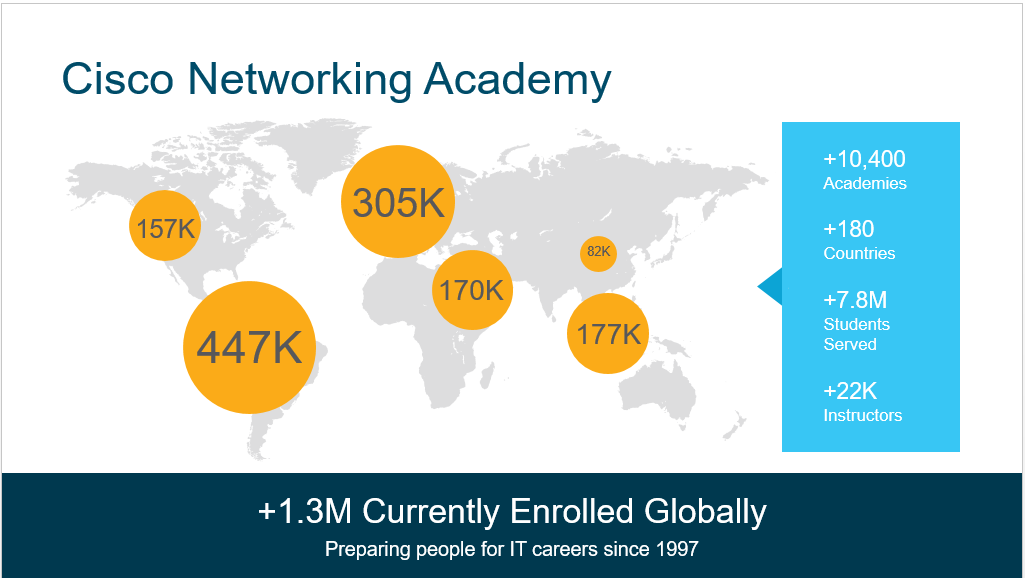 Cisco Networking Academy
157K
305K
447K
170K
82K
177K
+10,400
Academies
+180
Countries
+7.8M
Students
Served
+22K
Instructors
+1.3M Currently Enrolled Globally
Preparing people for IT careers since 1997